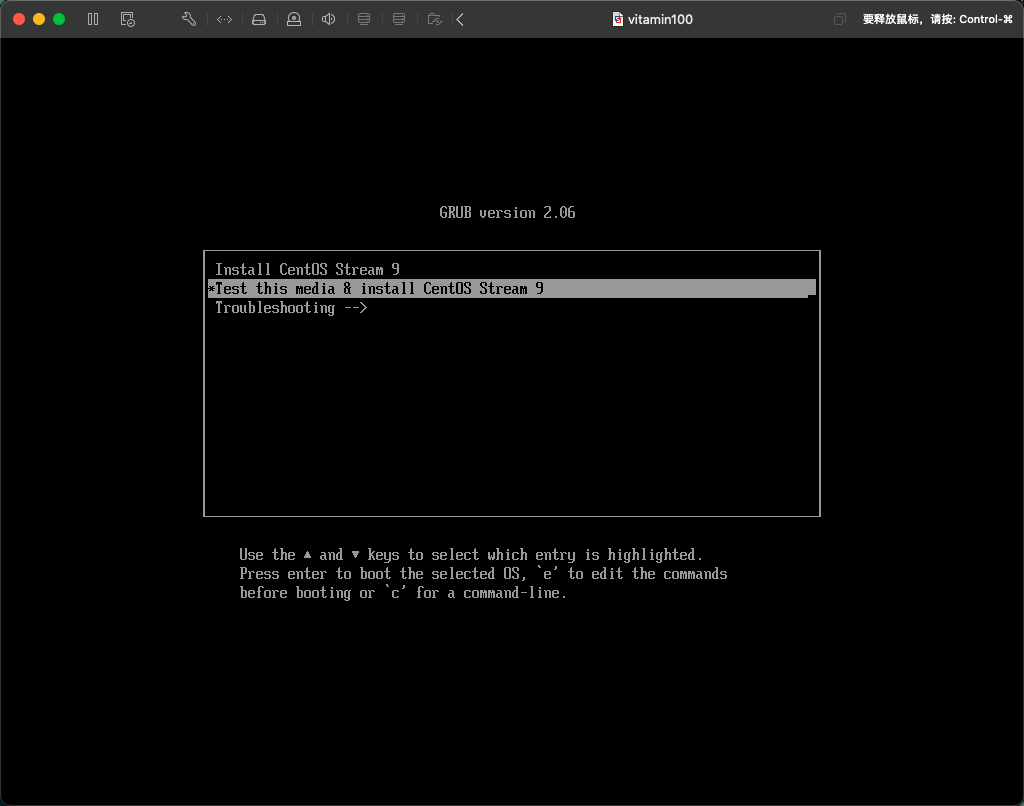 vitamin100
要释放鼠标，请按: Control-⌘
GRUB version 2.06
Install CentOS Stream 9
*Test this media & install CentOS Stream 9
Troubleshooting -->
Use the ▲ and ▼ keys to select which entry is highlighted.
Press enter to boot the selected OS, `e' to edit the commands
before booting or `c' for a command-line.